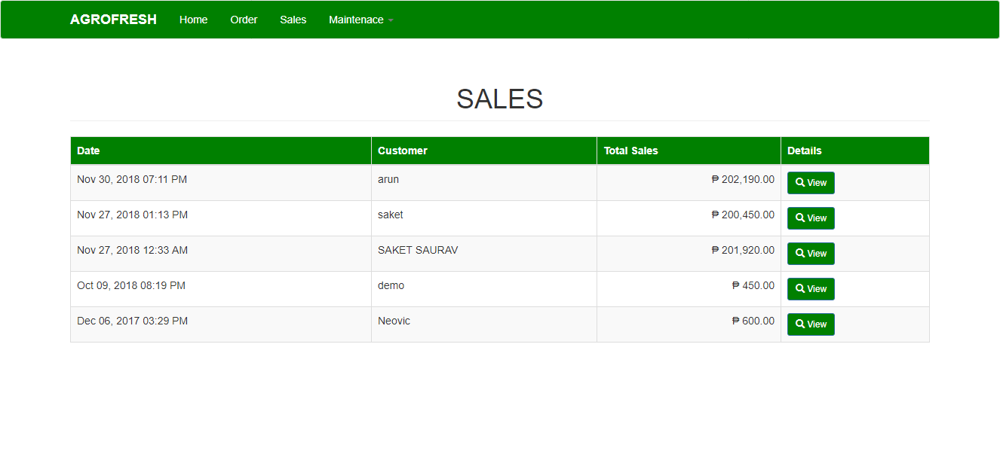 AGROFRESH Home Order Sales Maintenace
SALES
Date Customer Total Sales Details
Nov 30, 2018 07:11 PM arun ₱ 202,190.00 View
Nov 27, 2018 01:13 PM saket ₱ 200,450.00 View
Nov 27, 2018 12:33 AM SAKET SAURAV ₱ 201,920.00 View
Oct 09, 2018 08:19 PM demo ₱ 450.00 View
Dec 06, 2017 03:29 PM Neovic ₱ 600.00 View